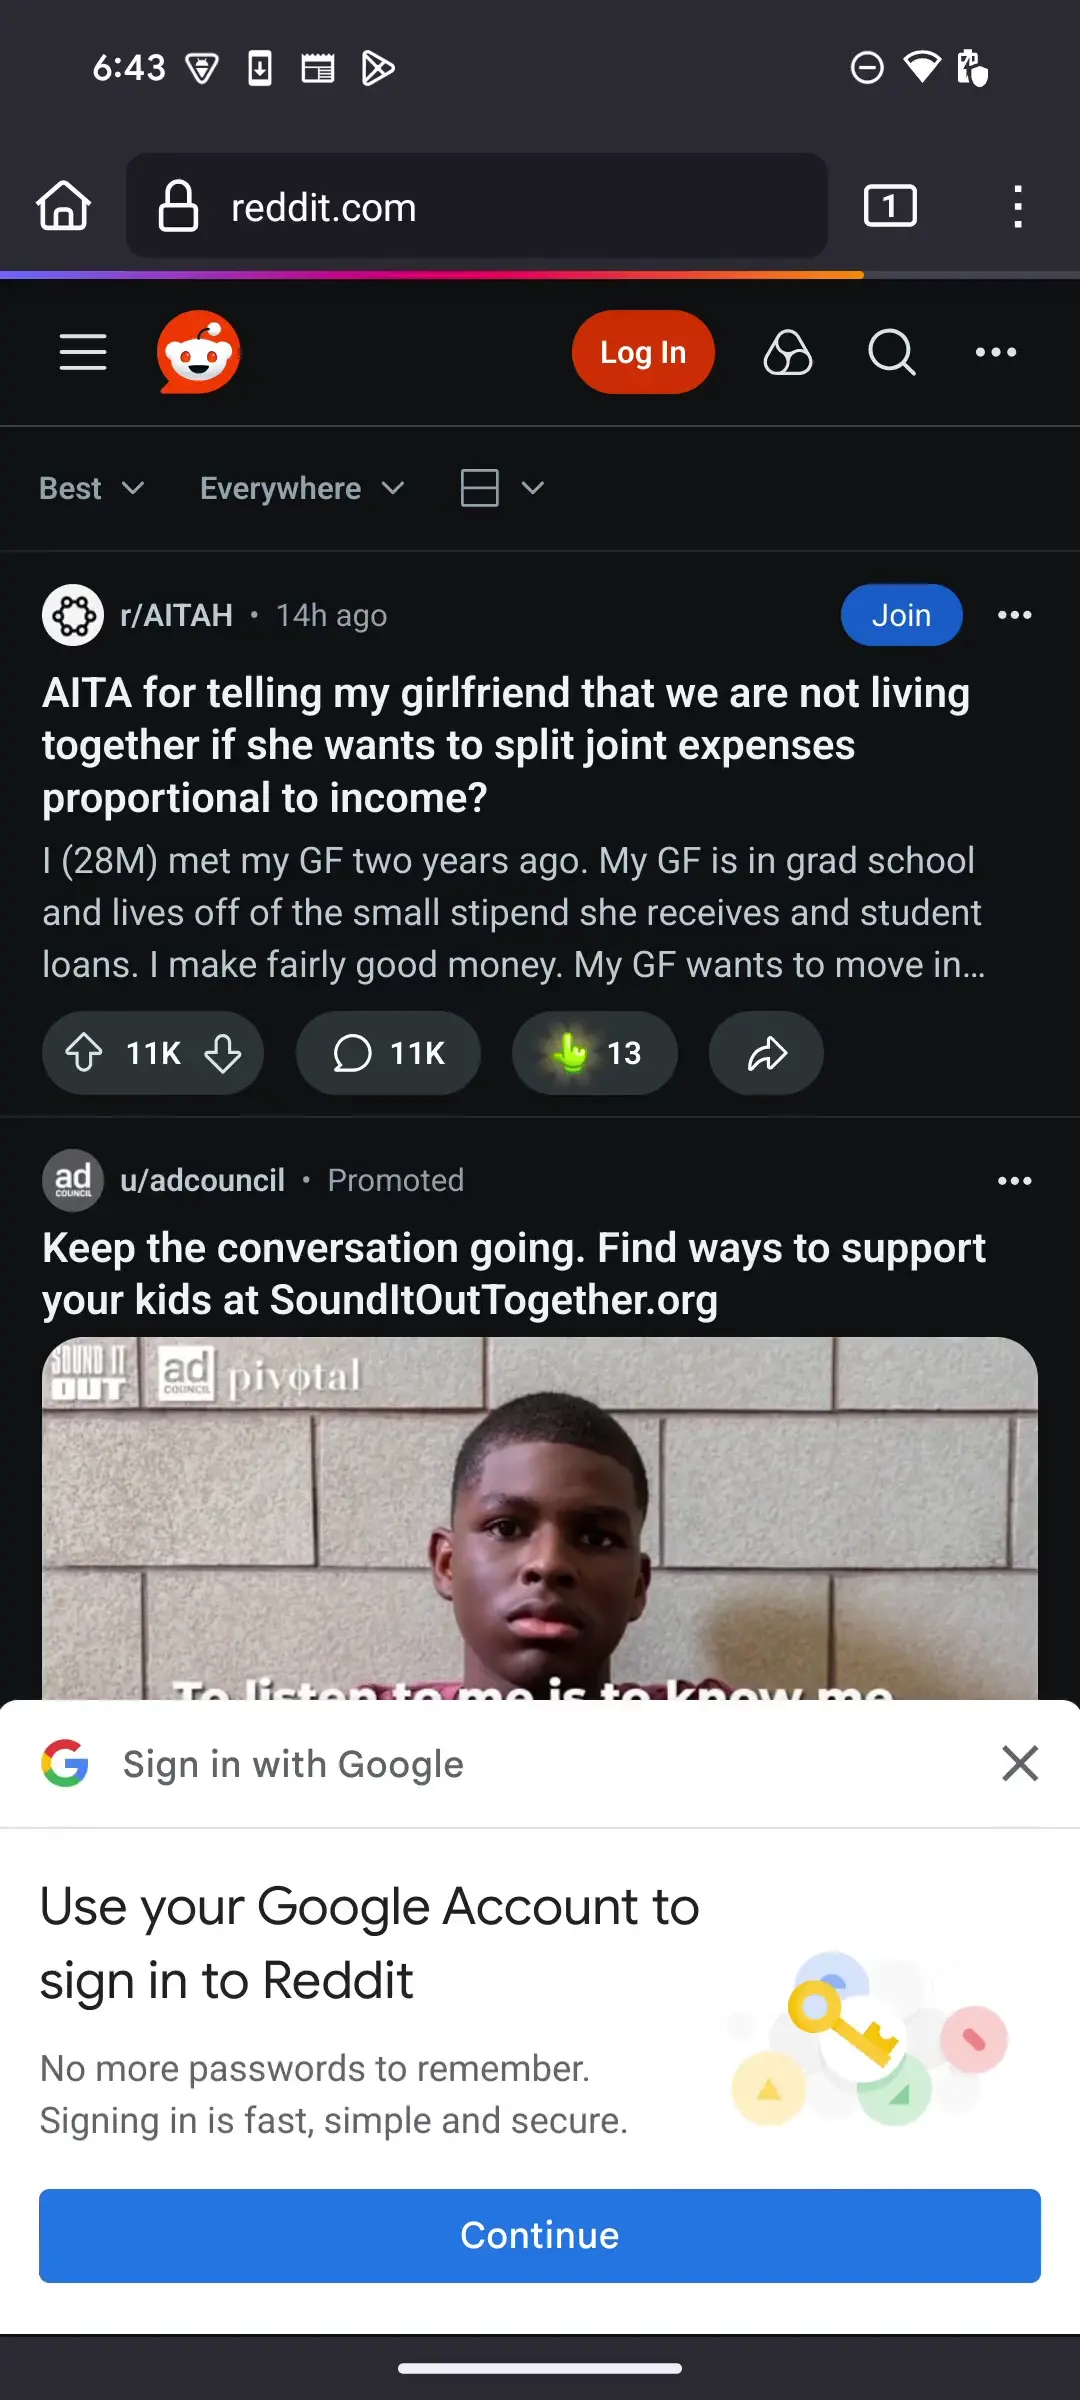 6:43
reddit.com
1
Log In
Best
Everywhere
r/AITAH • 14h ago
Join
AITA for telling my girlfriend that we are not living
together if she wants to split joint expenses
proportional to income?
I (28M) met my GF two years ago. My GF is in grad school
and lives off of the small stipend she receives and student
loans. I make fairly good money. My GF wants to move in...
11K
11K
13
ad
COUNCIL
u/adcouncil • Promoted
Keep the conversation going. Find ways to support
your kids at SoundItOutTogether.org
SOUND IT
OUT
ad
COUNCIL
pivotal
To listen to me is to know me
Sign in with Google
Use your Google Account to
sign in to Reddit
No more passwords to remember.
Signing in is fast, simple and secure.
Continue